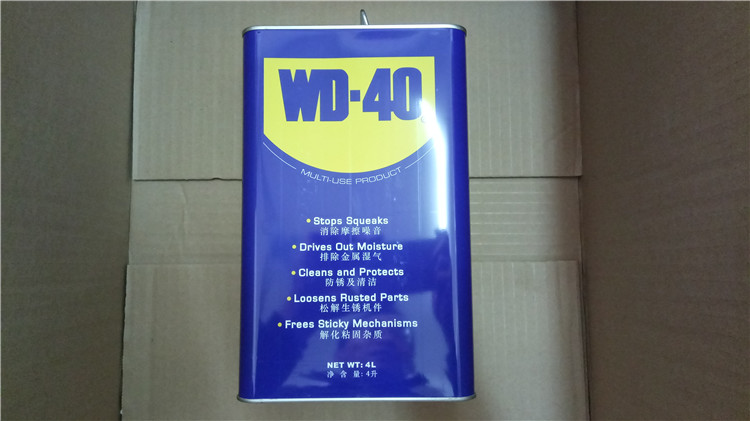 WD-40
MULTI-USE PRODUCT
• Stops Squeaks
消除摩擦噪音
• Drives Out Moisture
排除金属湿气
• Cleans and Protects
防锈及清洁
• Loosens Rusted Parts
松解生锈机件
• Frees Sticky Mechanisms
解化粘固杂质
NET WT: 4L
净 含 量: 4升